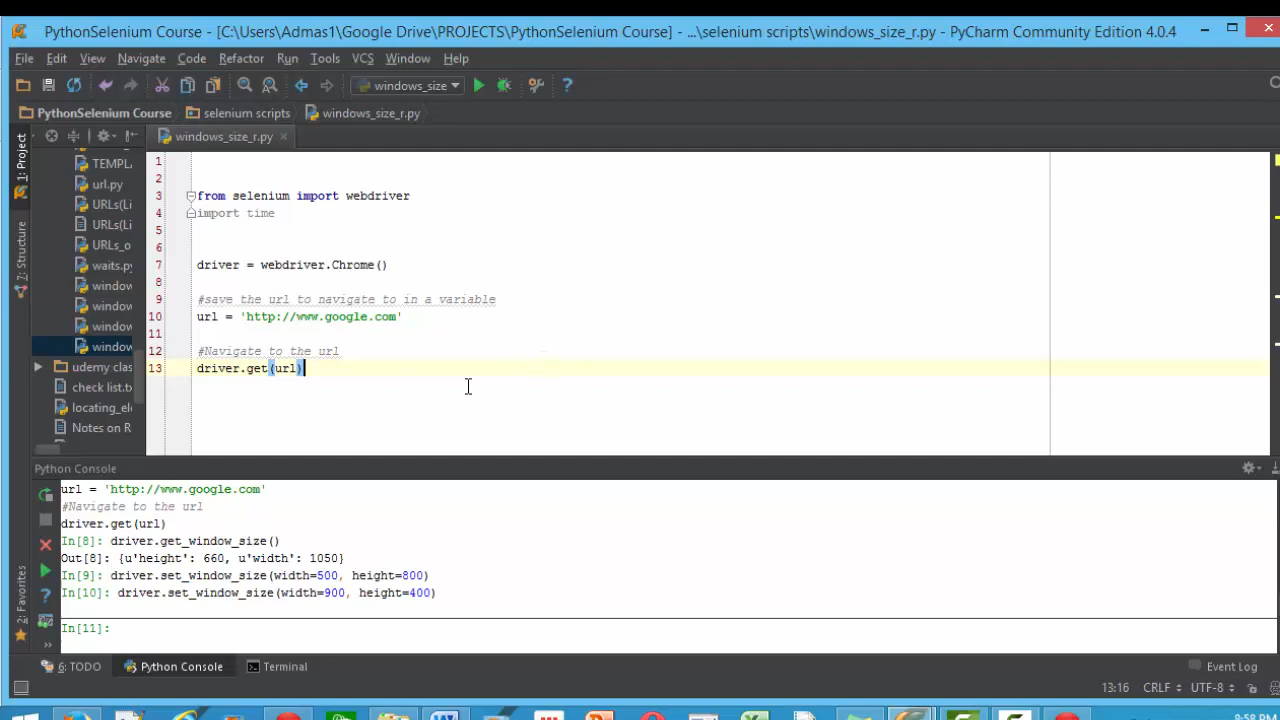 PythonSelenium Course - [C:\Users\Admas1\Google Drive\PROJECTS\PythonSelenium Course] - ...\selenium scripts\windows_size_r.py - PyCharm Community Edition 4.0.4
File Edit View Navigate Code Refactor Run Tools VCS Window Help
windows_size
PythonSelenium Course selenium scripts windows_size_r.py
windows_size_r.py
1: Project
7: Structure
2: Favorites
TEMPL
url.py
URLs(Li
URLs(Li
URLs_o
waits.py
window
window
window
window
udemy clas
check list.tx
locating_ele
Notes on R
1
2
3 from selenium import webdriver
4 import time
5
6
7 driver = webdriver.Chrome()
8
9 #save the url to navigate to in a variable
10 url = 'http://www.google.com'
11
12 #Navigate to the url
13 driver.get(url)
Python Console
url = 'http://www.google.com'
#Navigate to the url
driver.get(url)
In[8]: driver.get_window_size()
Out[8]: {u'height': 660, u'width': 1050}
In[9]: driver.set_window_size(width=500, height=800)
In[10]: driver.set_window_size(width=900, height=400)
In[11]:
6: TODO Python Console Terminal Event Log
13:16 CRLF UTF-8
8:58 PM